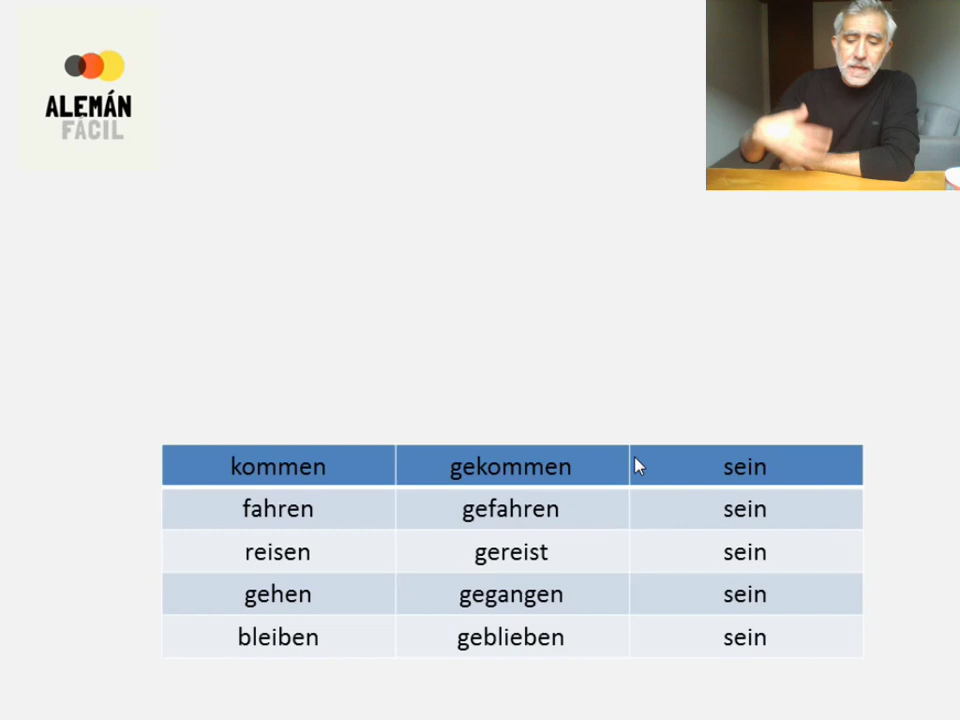 ALEMÁN
FÁCIL
kommen gekommen sein
fahren gefahren sein
reisen gereist sein
gehen gegangen sein
bleiben geblieben sein